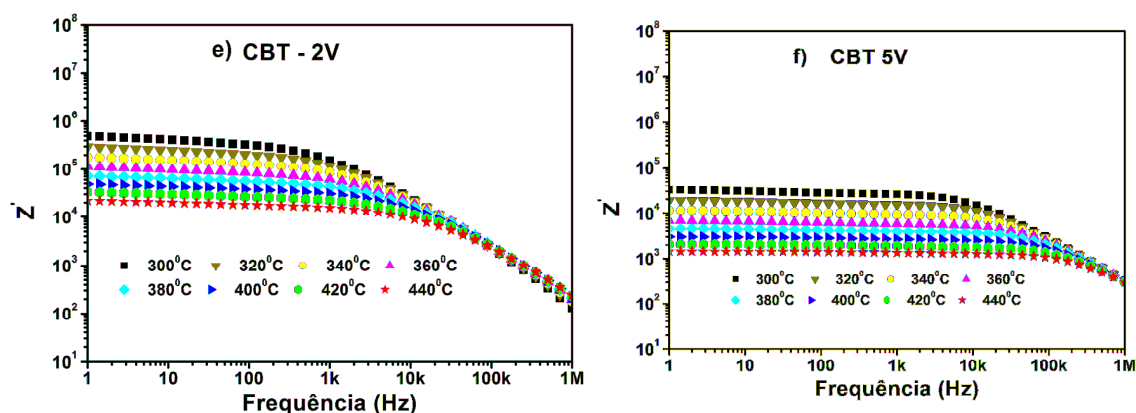 e) CBT - 2V
Z'
10⁸
10⁷
10⁶
10⁵
10⁴
10³
10²
10¹
300⁰C 320⁰C 340⁰C 360⁰C
380⁰C 400⁰C 420⁰C 440⁰C
1 10 100 1k 10k 100k 1M
Frequência (Hz)
f) CBT 5V
Z'
10⁸
10⁷
10⁶
10⁵
10⁴
10³
10²
10¹
300⁰C 320⁰C 340⁰C 360⁰C
380⁰C 400⁰C 420⁰C 440⁰C
1 10 100 1k 10k 100k 1M
Frequência (Hz)